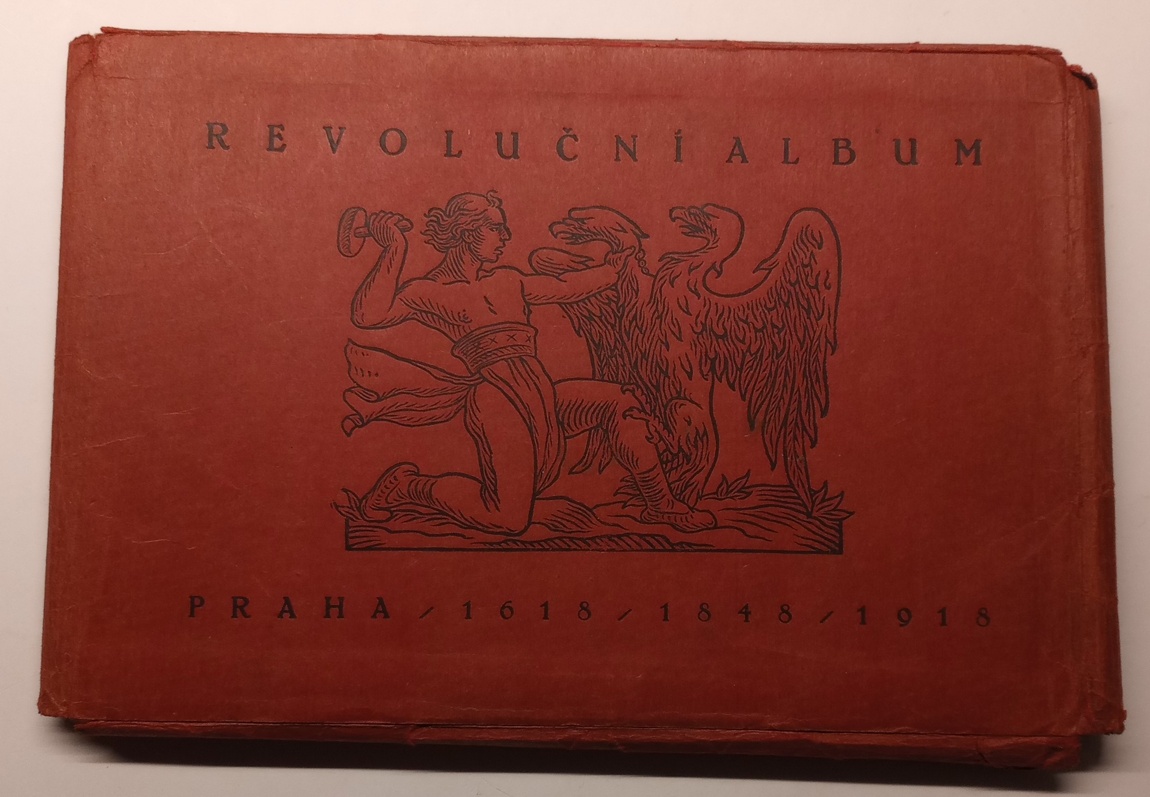 REVOLUČNÍ ALBUM
PRAHA / 1618 / 1848 / 1918